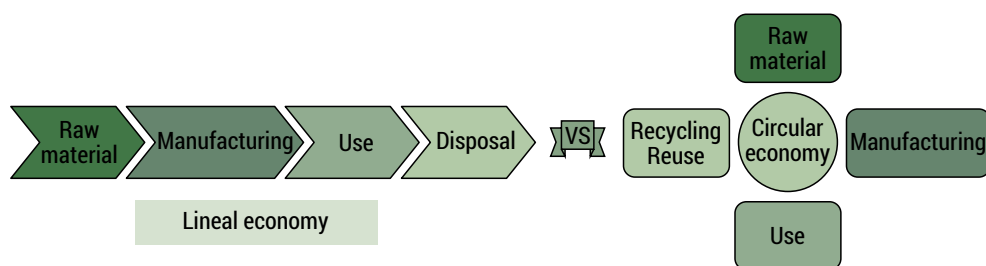 Raw
material
Manufacturing
Use
Disposal
Lineal economy
VS
Raw
material
Recycling
Reuse
Circular
economy
Manufacturing
Use